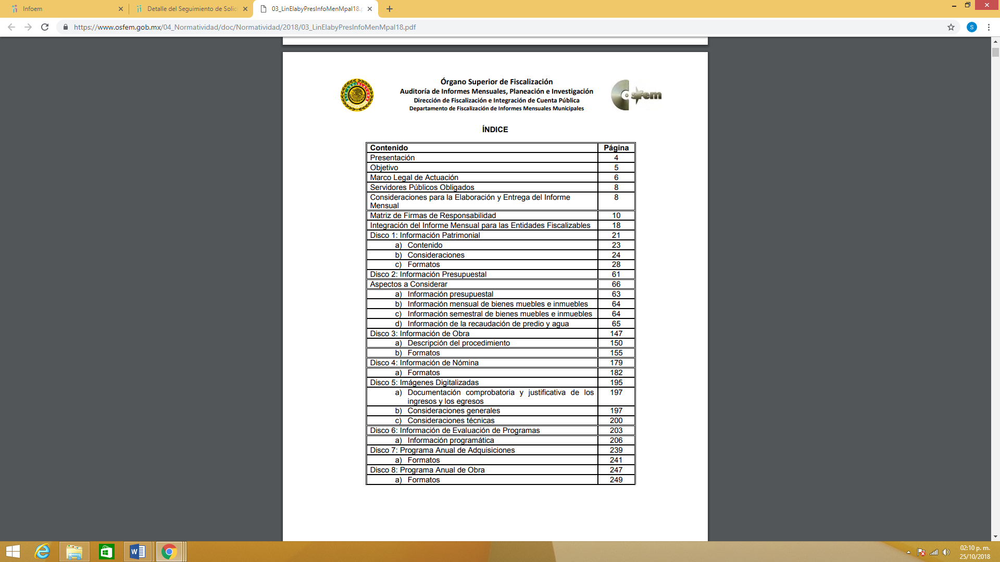 Infoem
Detalle del Seguimiento de Solic
03_LinElabyPresInfoMenMpal18.p
https://www.osfem.gob.mx/04_Normatividad/doc/Normatividad/2018/03_LinElabyPresInfoMenMpal18.pdf
S
Órgano Superior de Fiscalización
Auditoría de Informes Mensuales, Planeación e Investigación
Dirección de Fiscalización e Integración de Cuenta Pública
Departamento de Fiscalización de Informes Mensuales Municipales
osfem
ÍNDICE
Contenido Página
Presentación 4
Objetivo 5
Marco Legal de Actuación 6
Servidores Públicos Obligados 8
Consideraciones para la Elaboración y Entrega del Informe 8
Mensual
Matriz de Firmas de Responsabilidad 10
Integración del Informe Mensual para las Entidades Fiscalizables 18
Disco 1: Información Patrimonial 21
a) Contenido 23
b) Consideraciones 24
c) Formatos 28
Disco 2: Información Presupuestal 61
Aspectos a Considerar 66
a) Información presupuestal 63
b) Información mensual de bienes muebles e inmuebles 64
c) Información semestral de bienes muebles e inmuebles 64
d) Información de la recaudación de predio y agua 65
Disco 3: Información de Obra 147
a) Descripción del procedimiento 150
b) Formatos 155
Disco 4: Información de Nómina 179
a) Formatos 182
Disco 5: Imágenes Digitalizadas 195
a) Documentación comprobatoria y justificativa de los 197
ingresos y los egresos
b) Consideraciones generales 197
c) Consideraciones técnicas 200
Disco 6: Información de Evaluación de Programas 203
a) Información programática 206
Disco 7: Programa Anual de Adquisiciones 239
a) Formatos 241
Disco 8: Programa Anual de Obra 247
a) Formatos 249
02:10 p. m.
25/10/2018